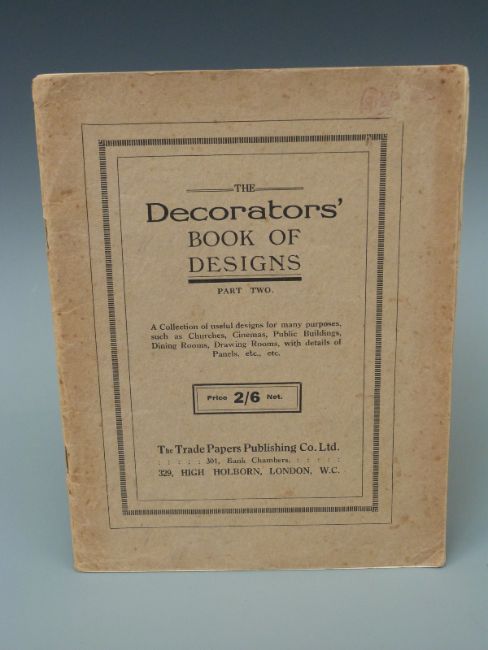 THE
Decorators'
BOOK OF
DESIGNS
PART TWO.
A Collection of useful designs for many purposes,
such as Churches, Cinemas, Public Buildings,
Dining Rooms, Drawing Rooms, with details of
Panels, etc., etc.
Price 2/6 Net.
The Trade Papers Publishing Co. Ltd.
: : : : : 301, Bank Chambers, : : : : :
329, HIGH HOLBORN, LONDON, W.C.